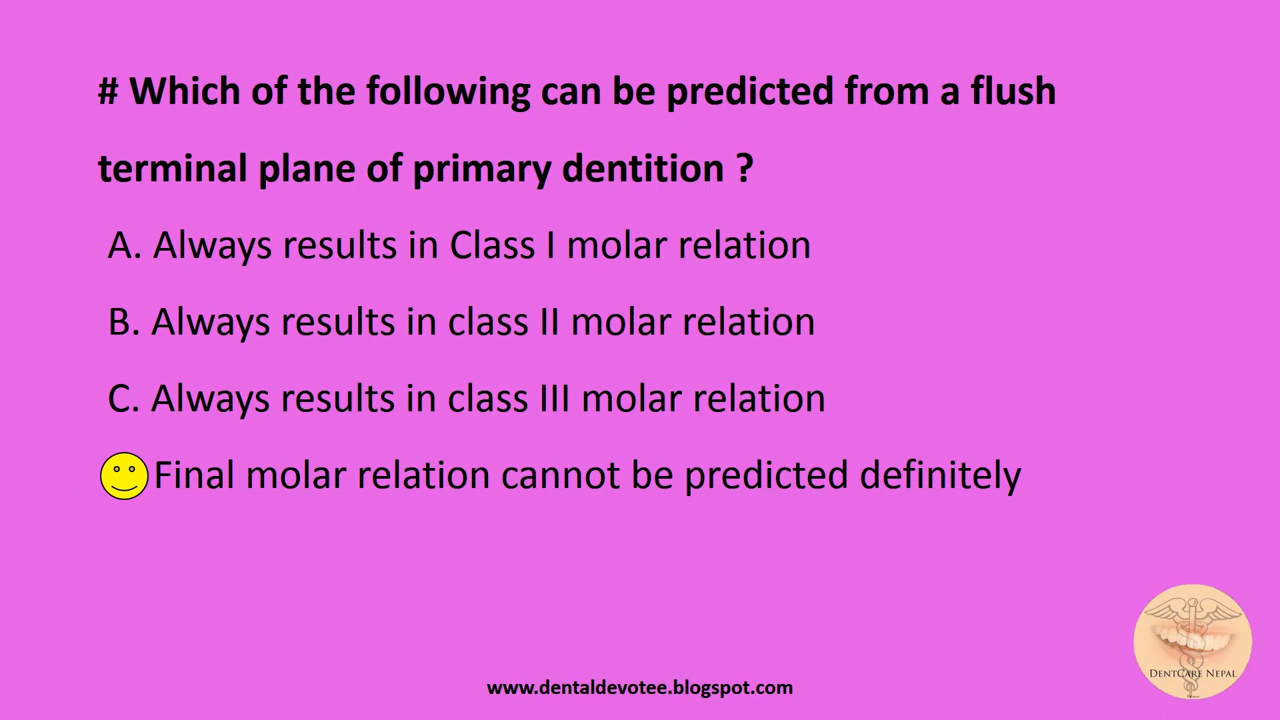 # Which of the following can be predicted from a flush
terminal plane of primary dentition ?
A. Always results in Class I molar relation
B. Always results in class II molar relation
C. Always results in class III molar relation
Final molar relation cannot be predicted definitely
DENTCARE NEPAL
www.dentaldevotee.blogspot.com